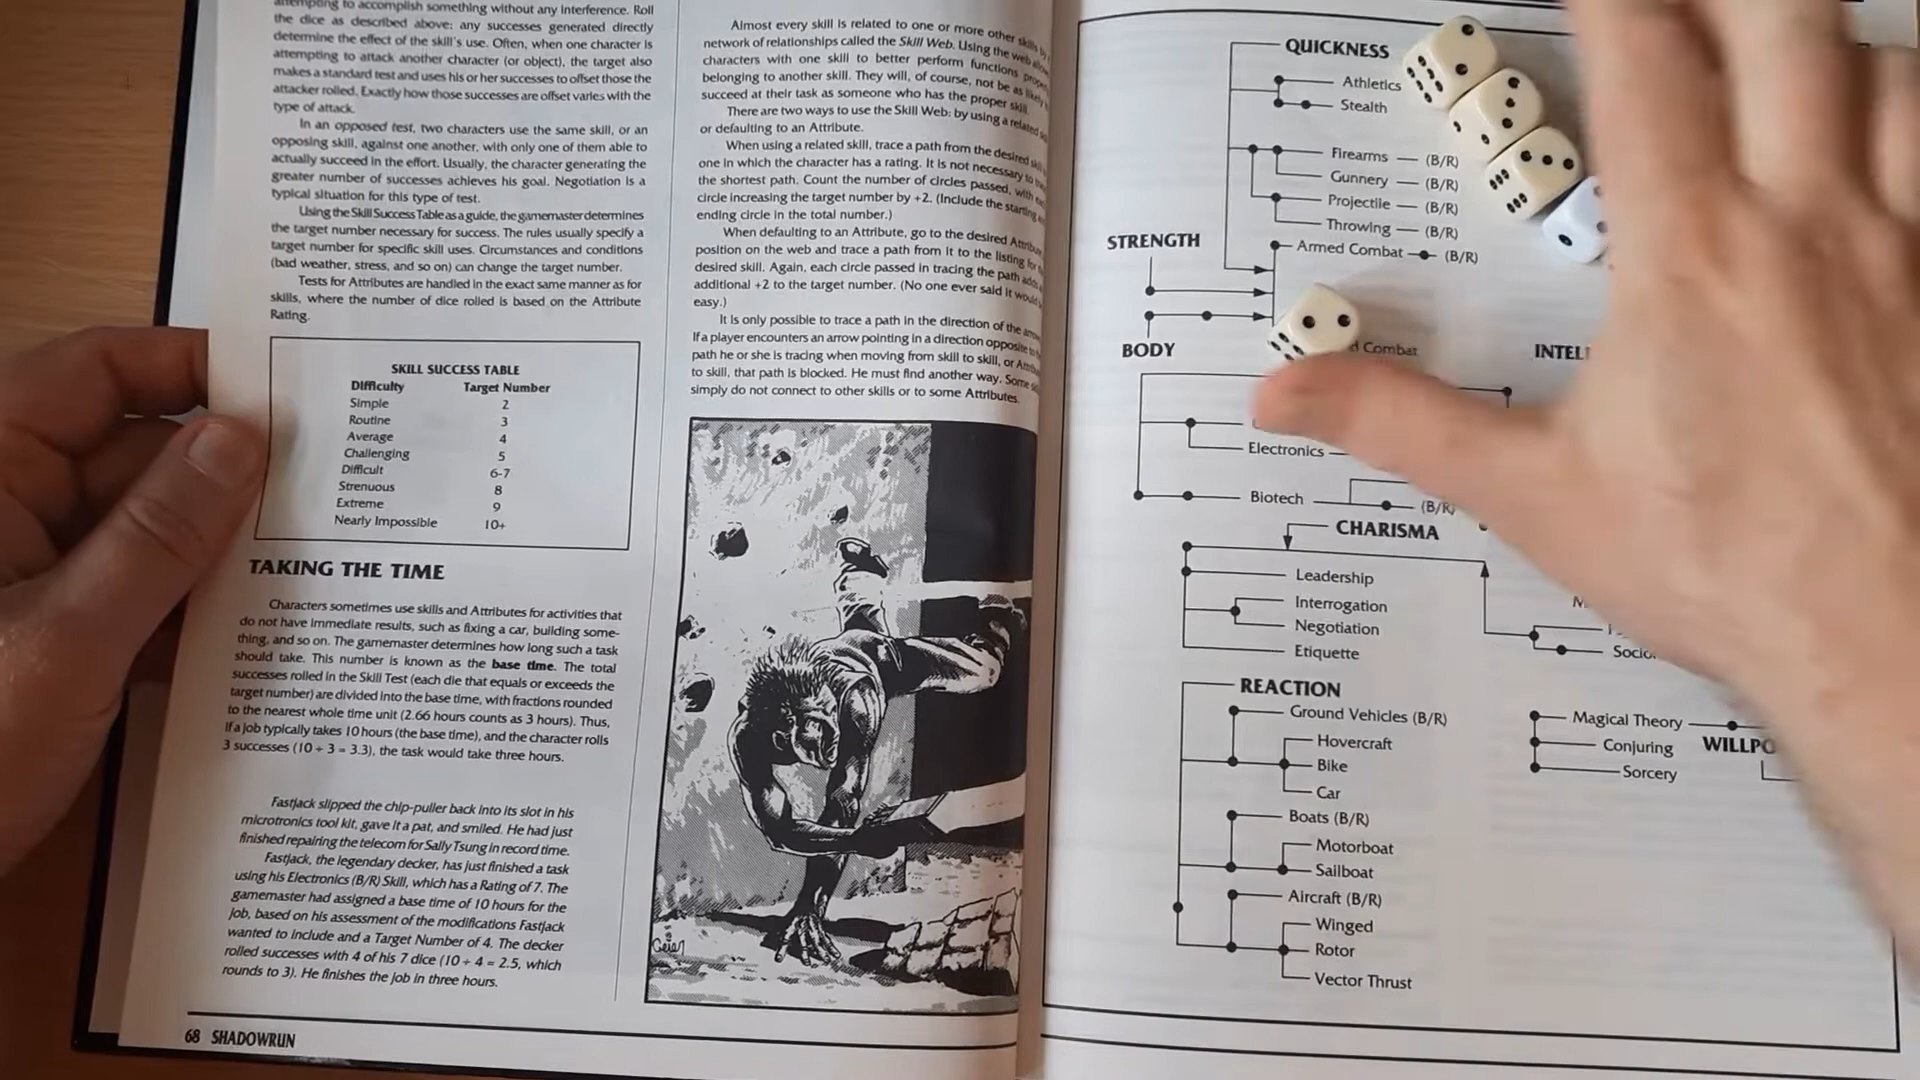 attempting to accomplish something without any interference. Roll
the dice as described above; any successes generated directly
determine the effect of the skill's use. Often, when one character is
attempting to attack another character (or object), the target also
makes a standard test and uses his or her successes to offset those the
attacker rolled. Exactly how those successes are offset varies with the
type of attack.
In an opposed test, two characters use the same skill, or an
opposing skill, against one another, with only one of them able to
actually succeed in the effort. Usually, the character generating the
greater number of successes achieves his goal. Negotiation is a
typical situation for this type of test.
Using the Skill Success Table as a guide, the gamemaster determines
the target number necessary for success. The rules usually specify a
target number for specific skill uses. Circumstances and conditions
(bad weather, stress, and so on) can change the target number.
Tests for Attributes are handled in the exact same manner as for
skills, where the number of dice rolled is based on the Attribute
Rating.
SKILL SUCCESS TABLE
Difficulty Target Number
Simple 2
Routine 3
Average 4
Challenging 5
Difficult 6-7
Strenuous 8
Extreme 9
Nearly Impossible 10+
TAKING THE TIME
Characters sometimes use skills and Attributes for activities that
do not have immediate results, such as fixing a car, building some-
thing, and so on. The gamemaster determines how long such a task
should take. This number is known as the base time. The total
successes rolled in the Skill Test (each die that equals or exceeds the
target number) are divided into the base time, with fractions rounded
to the nearest whole time unit (2.66 hours counts as 3 hours). Thus,
if a job typically takes 10 hours (the base time), and the character rolls
3 successes (10 ÷ 3 = 3.3), the task would take three hours.
Fastjack slipped the chip-puller back into its slot in his
microtronics tool kit, gave it a pat, and smiled. He had just
finished repairing the telecom for Sally Tsung in record time.
Fastjack, the legendary decker, has just finished a task
using his Electronics (B/R) Skill, which has a Rating of 7. The
gamemaster had assigned a base time of 10 hours for the
job, based on his assessment of the modifications Fastjack
wanted to include and a Target Number of 4. The decker
rolled successes with 4 of his 7 dice (10 ÷ 4 = 2.5, which
rounds to 3). He finishes the job in three hours.
68 SHADOWRUN
Almost every skill is related to one or more other skills by
network of relationships called the Skill Web. Using the web
characters with one skill to better perform functions
belonging to another skill. They will, of course, not be as likely
succeed at their task as someone who has the proper skill.
There are two ways to use the Skill Web: by using a related
or defaulting to an Attribute.
When using a related skill, trace a path from the desired
one in which the character has a rating. It is not necessary to
the shortest path. Count the number of circles passed, with
circle increasing the target number by +2. (Include the starting
ending circle in the total number.)
When defaulting to an Attribute, go to the desired
position on the web and trace a path from it to the listing
desired skill. Again, each circle passed in tracing the path
additional +2 to the target number. (No one ever said it would
easy.)
It is only possible to trace a path in the direction of the
If a player encounters an arrow pointing in a direction opposite
path he or she is tracing when moving from skill to skill, or
to skill, that path is blocked. He must find another way. Some
simply do not connect to other skills or to some Attributes.
Geier
QUICKNESS
Athletics
Stealth
Firearms (B/R)
Gunnery (B/R)
Projectile (B/R)
Throwing (B/R)
STRENGTH
Armed Combat (B/R)
BODY
Combat
INTEL
Electronics
Biotech (B/R)
CHARISMA
Leadership
Interrogation
Negotiation
Etiquette
Socio
REACTION
Ground Vehicles (B/R)
Hovercraft
Bike
Car
Boats (B/R)
Motorboat
Sailboat
Aircraft (B/R)
Winged
Rotor
Vector Thrust
Magical Theory
Conjuring
Sorcery
WILLPO